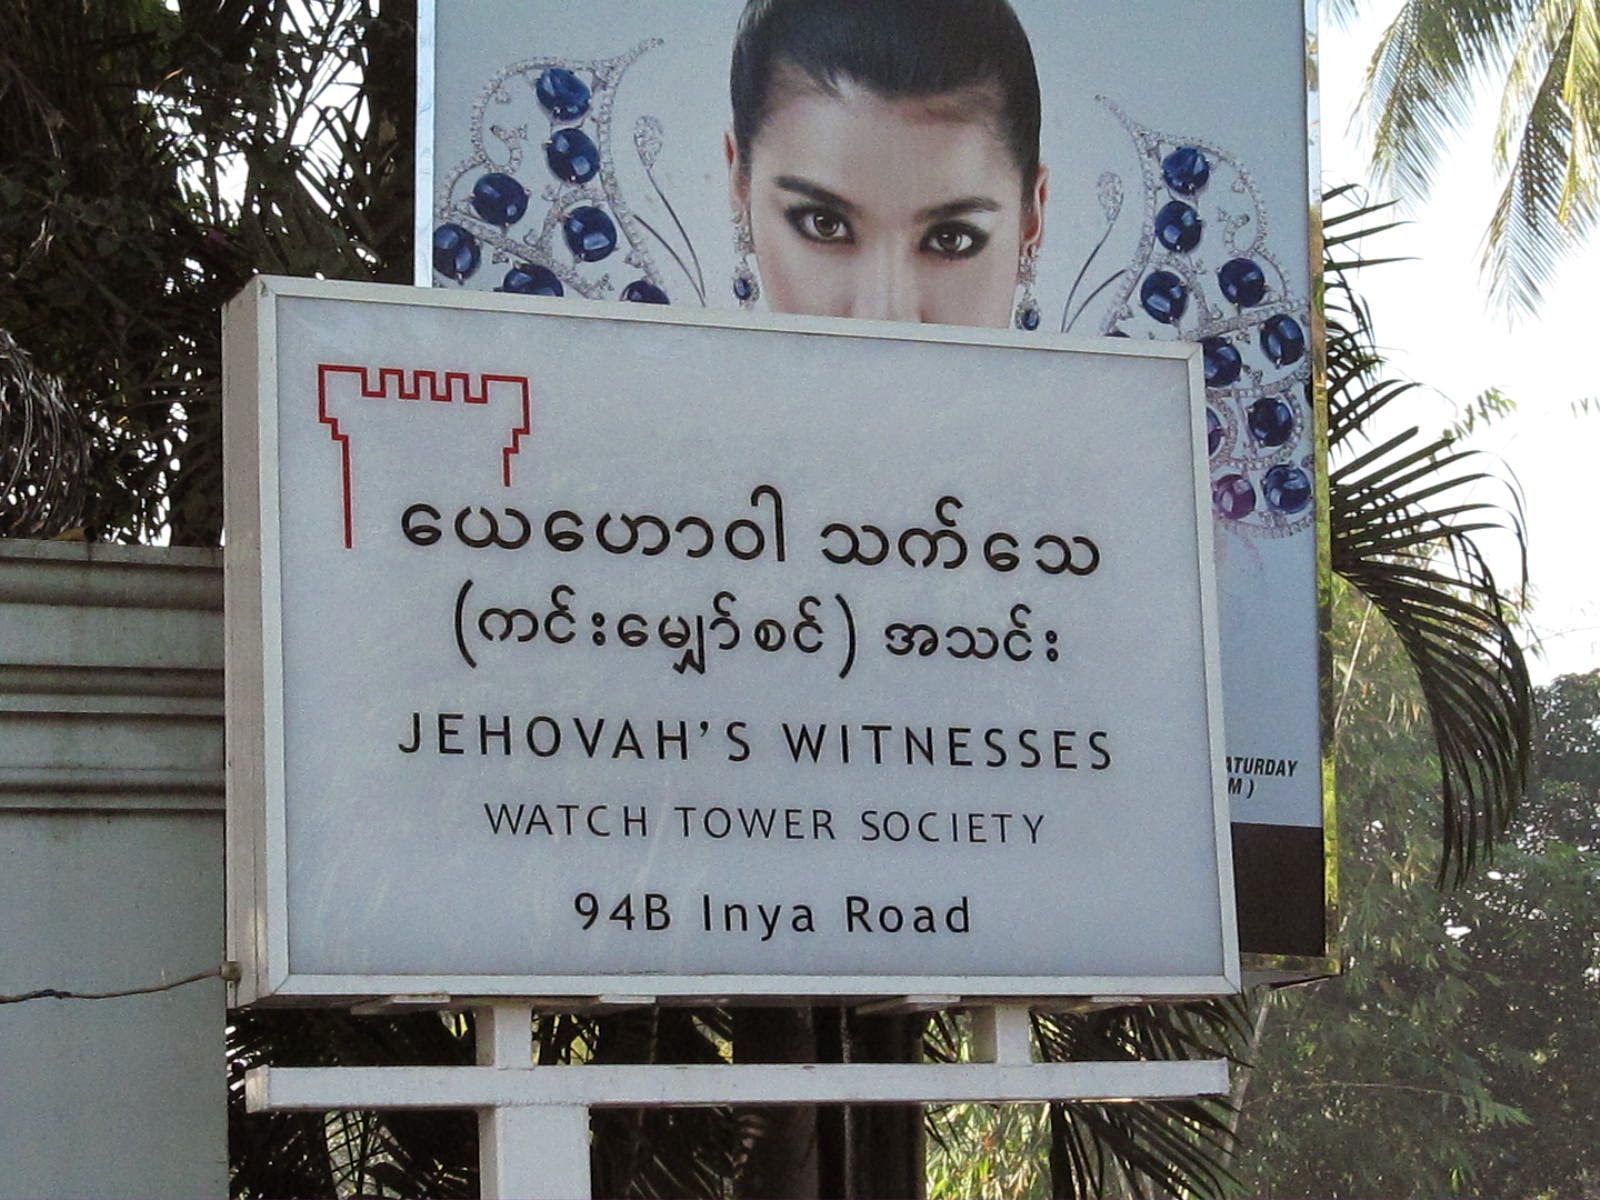 ယေဟောဝါ သက်သေ
(ကင်းမျှော်စင်) အသင်း
JEHOVAH'S WITNESSES
WATCH TOWER SOCIETY
94B Inya Road